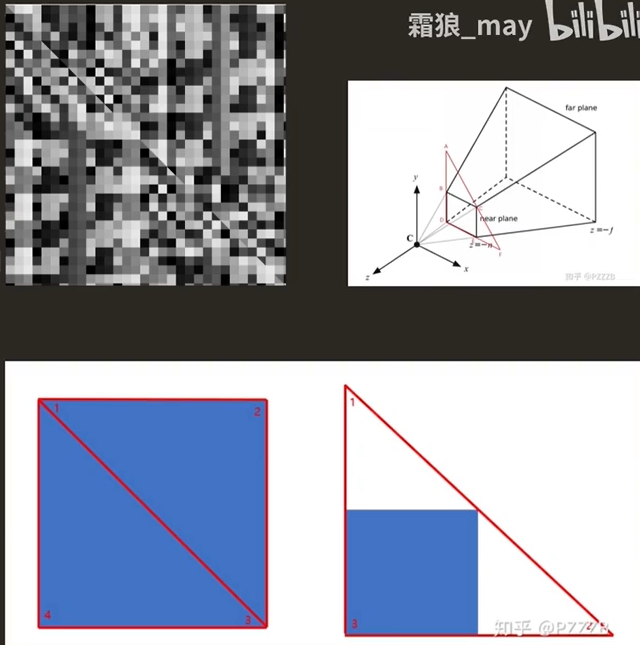 霜狼_may bilibili
far plane
A
y
B
D
near plane
C
z=-n
z=-f
F
x
z
知乎 @PZZZB
1
2
4
3
1
3
2
知乎 @PZZZB